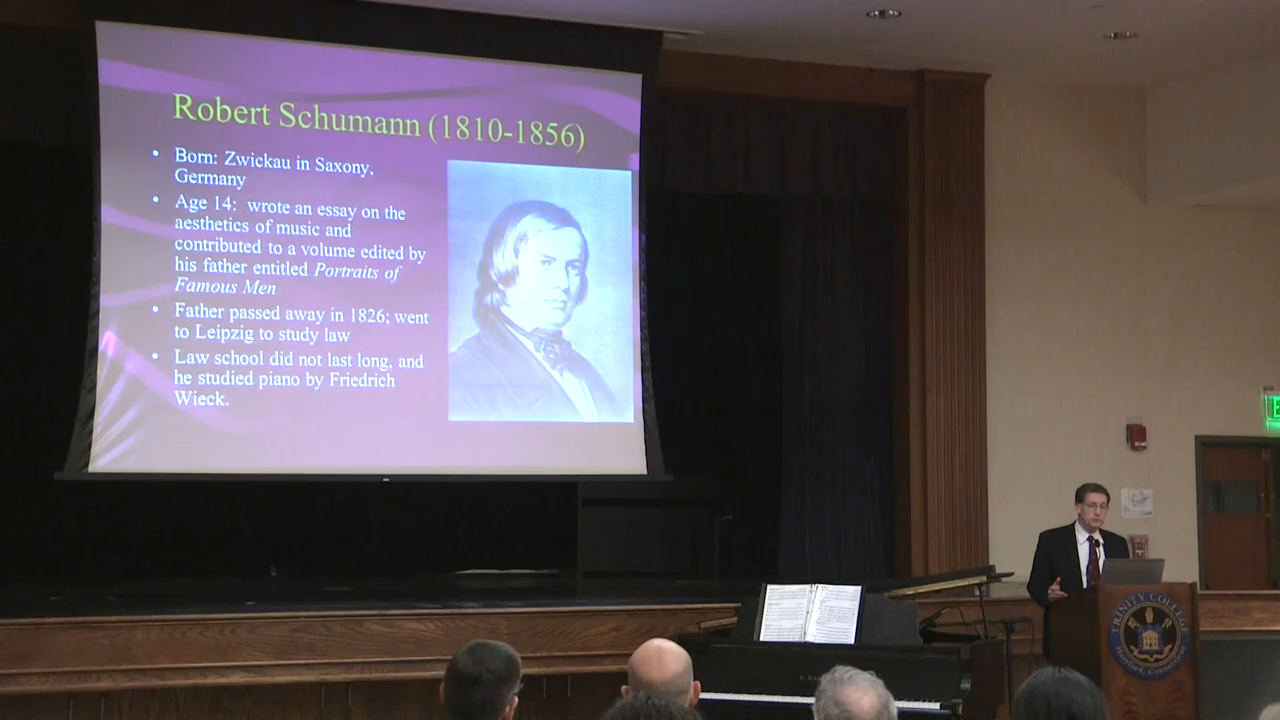 Robert Schumann (1810-1856)
• Born: Zwickau in Saxony,
Germany
• Age 14: wrote an essay on the
aesthetics of music and
contributed to a volume edited by
his father entitled Portraits of
Famous Men
• Father passed away in 1826; went
to Leipzig to study law
• Law school did not last long, and
he studied piano by Friedrich
Wieck.
TRINITY COLLEGE
Hartford, Connecticut